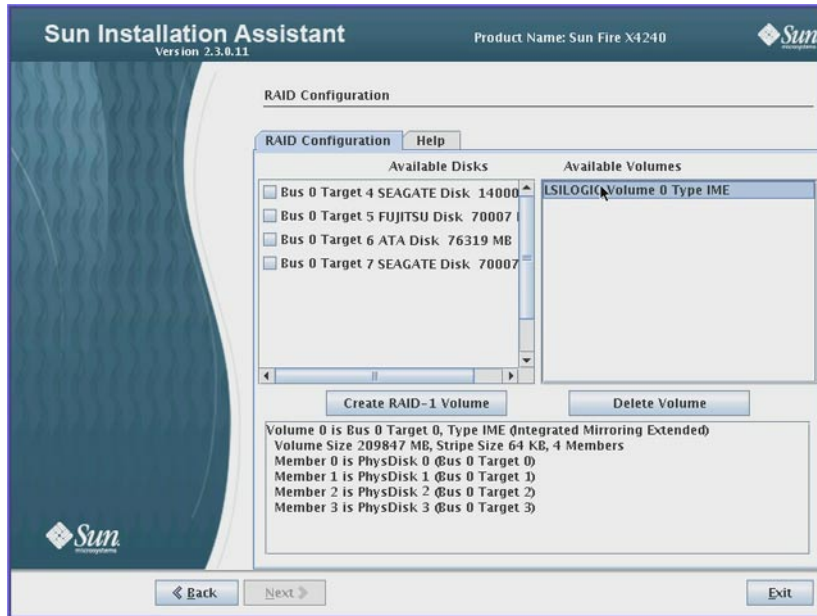 Sun Installation Assistant
Version 2.3.0.11
Product Name: Sun Fire X4240
Sun
microsystems
RAID Configuration
RAID Configuration Help
Available Disks Available Volumes
Bus 0 Target 4 SEAGATE Disk 14000
Bus 0 Target 5 FUJITSU Disk 70007
Bus 0 Target 6 ATA Disk 76319 MB
Bus 0 Target 7 SEAGATE Disk 70007
LSILOGIC Volume 0 Type IME
Create RAID-1 Volume Delete Volume
Volume 0 is Bus 0 Target 0, Type IME (Integrated Mirroring Extended)
Volume Size 209847 MB, Stripe Size 64 KB, 4 Members
Member 0 is PhysDisk 0 (Bus 0 Target 0)
Member 1 is PhysDisk 1 (Bus 0 Target 1)
Member 2 is PhysDisk 2 (Bus 0 Target 2)
Member 3 is PhysDisk 3 (Bus 0 Target 3)
Sun
microsystems
Back Next Exit